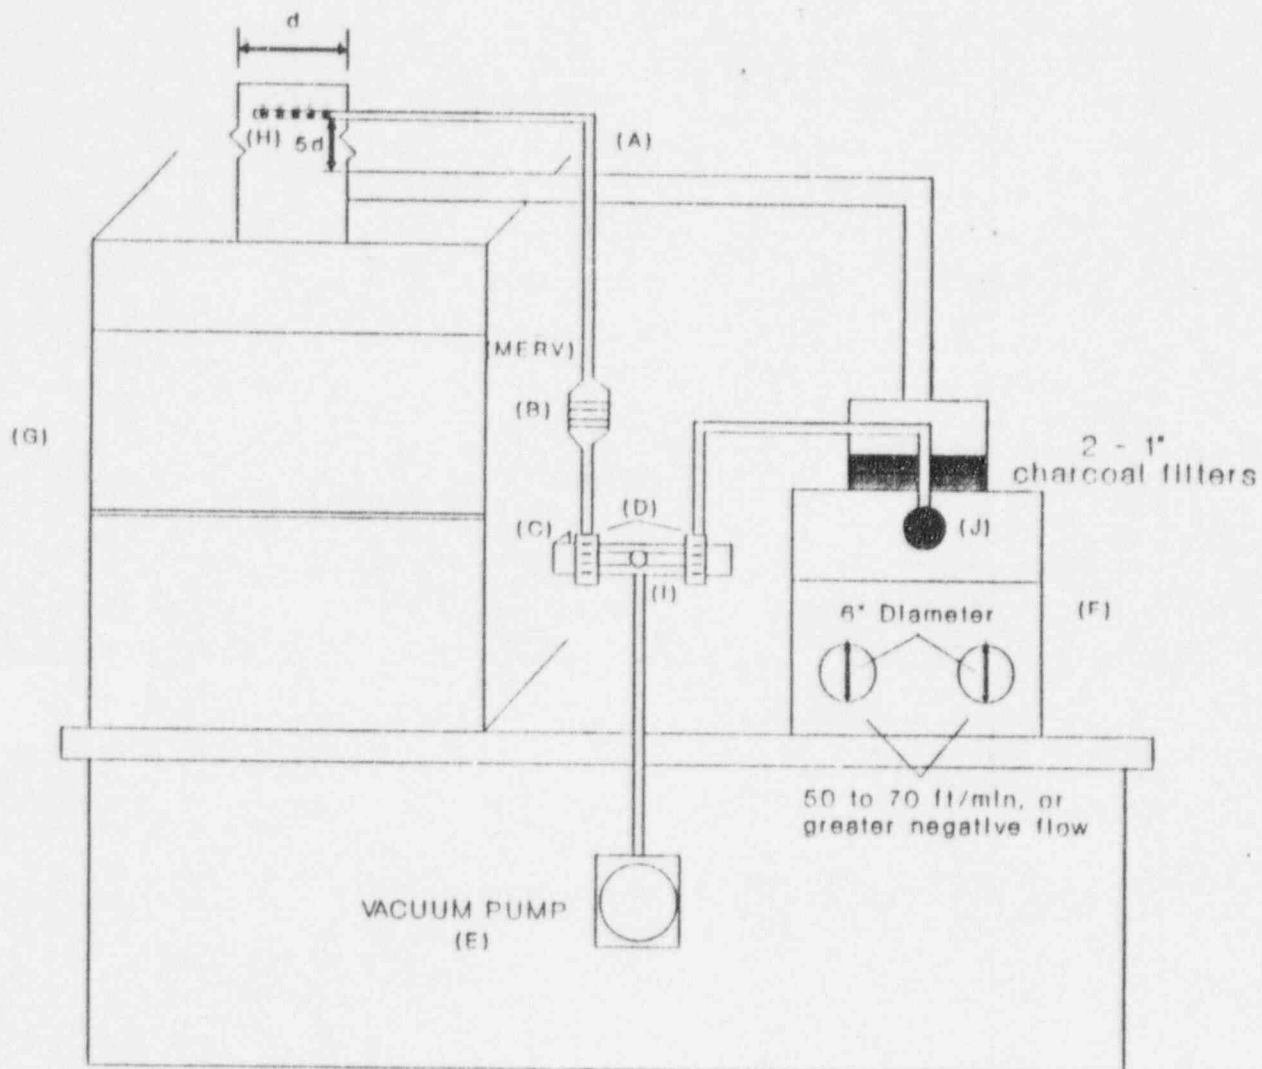 d
(H)
5d
(A)
(MERV)
(B)
(G)
2 - 1"
charcoal filters
(D)
(C)
(J)
(I)
6" Diameter
(F)
50 to 70 ft/min, or
greater negative flow
VACUUM PUMP
(E)